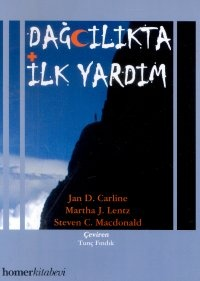 DAĞCILIKTA
İLK YARDIM
Jan D. Carline
Martha J. Lentz
Steven C. Macdonald
Çeviren
Tunç Fındık
homerkitabevi